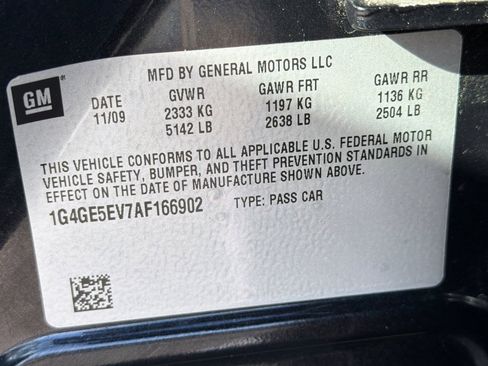 GM
MFD BY GENERAL MOTORS LLC
DATE GVWR GAWR FRT GAWR RR
11/09 2333 KG 1197 KG 1136 KG
5142 LB 2638 LB 2504 LB
THIS VEHICLE CONFORMS TO ALL APPLICABLE U.S. FEDERAL MOTOR
VEHICLE SAFETY, BUMPER, AND THEFT PREVENTION STANDARDS IN
EFFECT ON THE DATE OF MANUFACTURE SHOWN ABOVE.
1G4GE5EV7AF166902 TYPE: PASS CAR